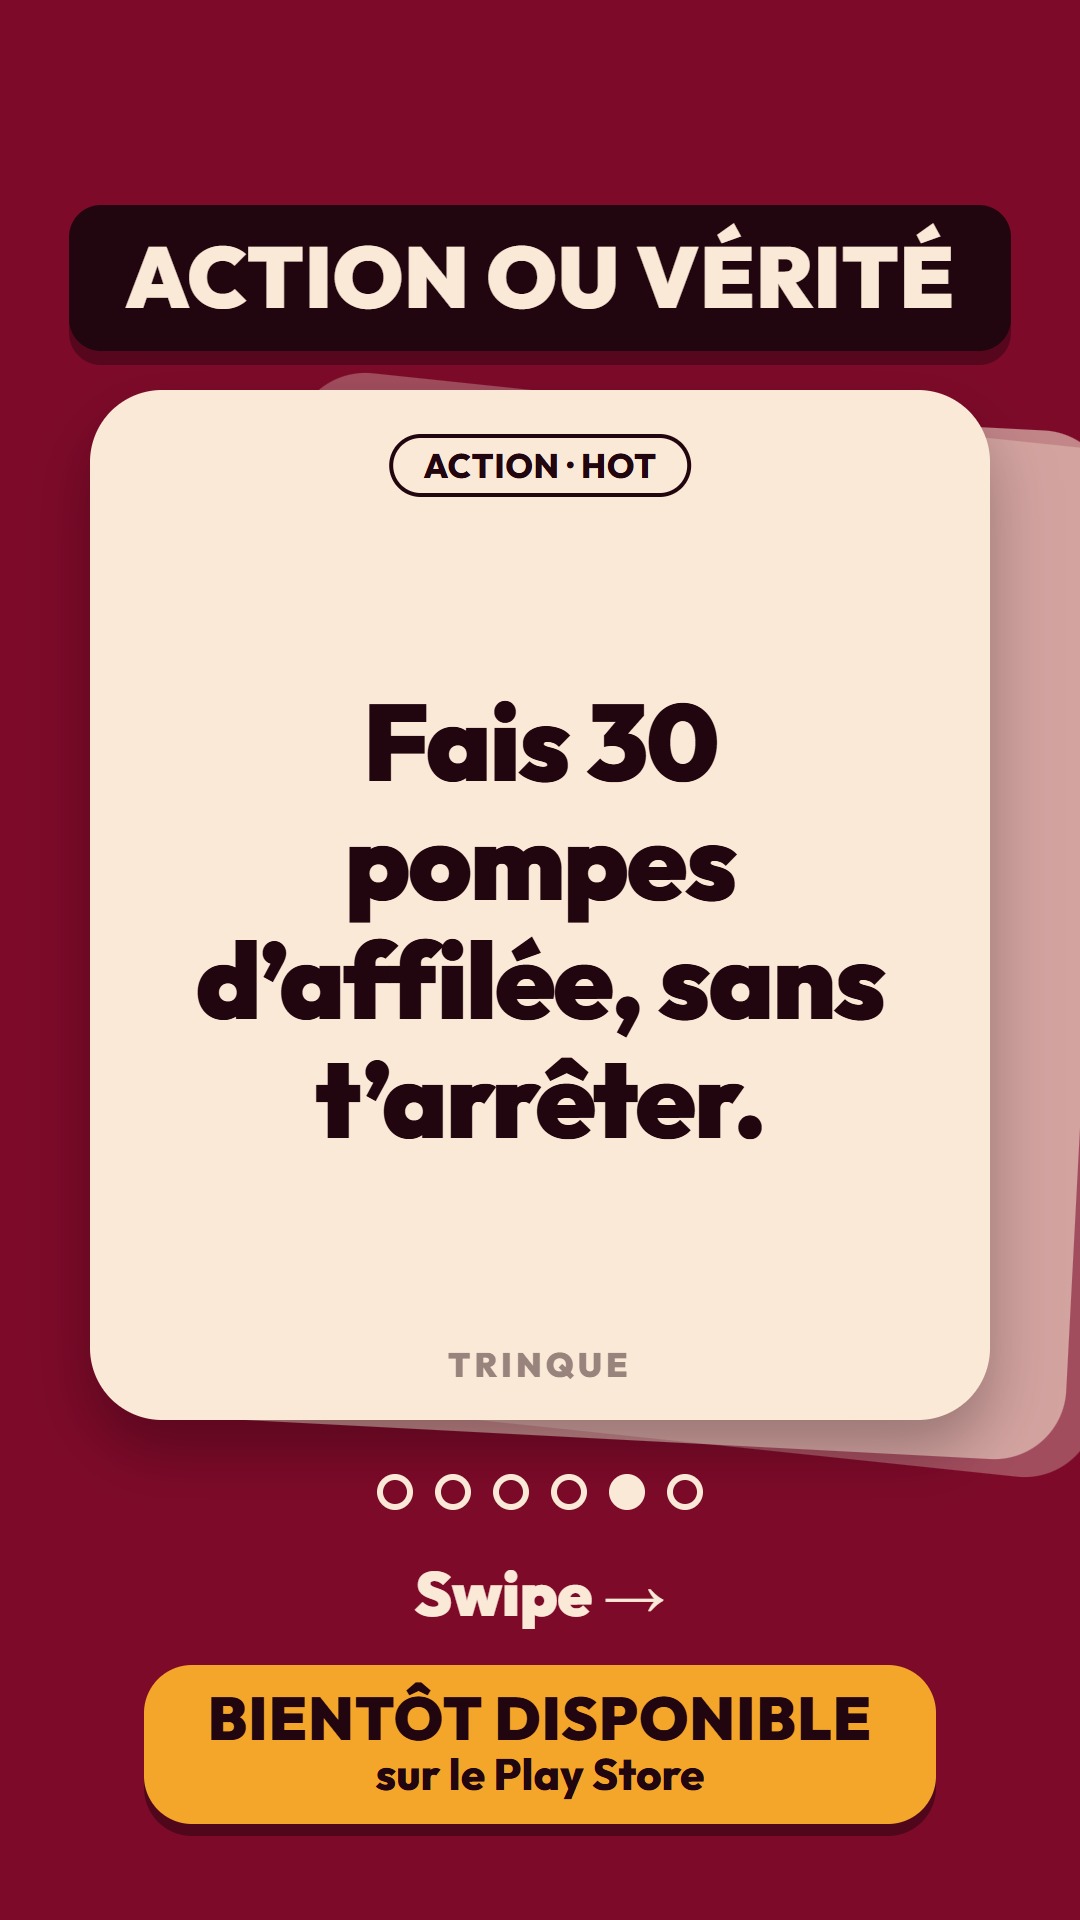 ACTION OU VÉRITÉ
ACTION · HOT
Fais 30
pompes
d’affilée, sans
t’arrêter.
TRINQUE
Swipe →
BIENTÔT DISPONIBLE
sur le Play Store